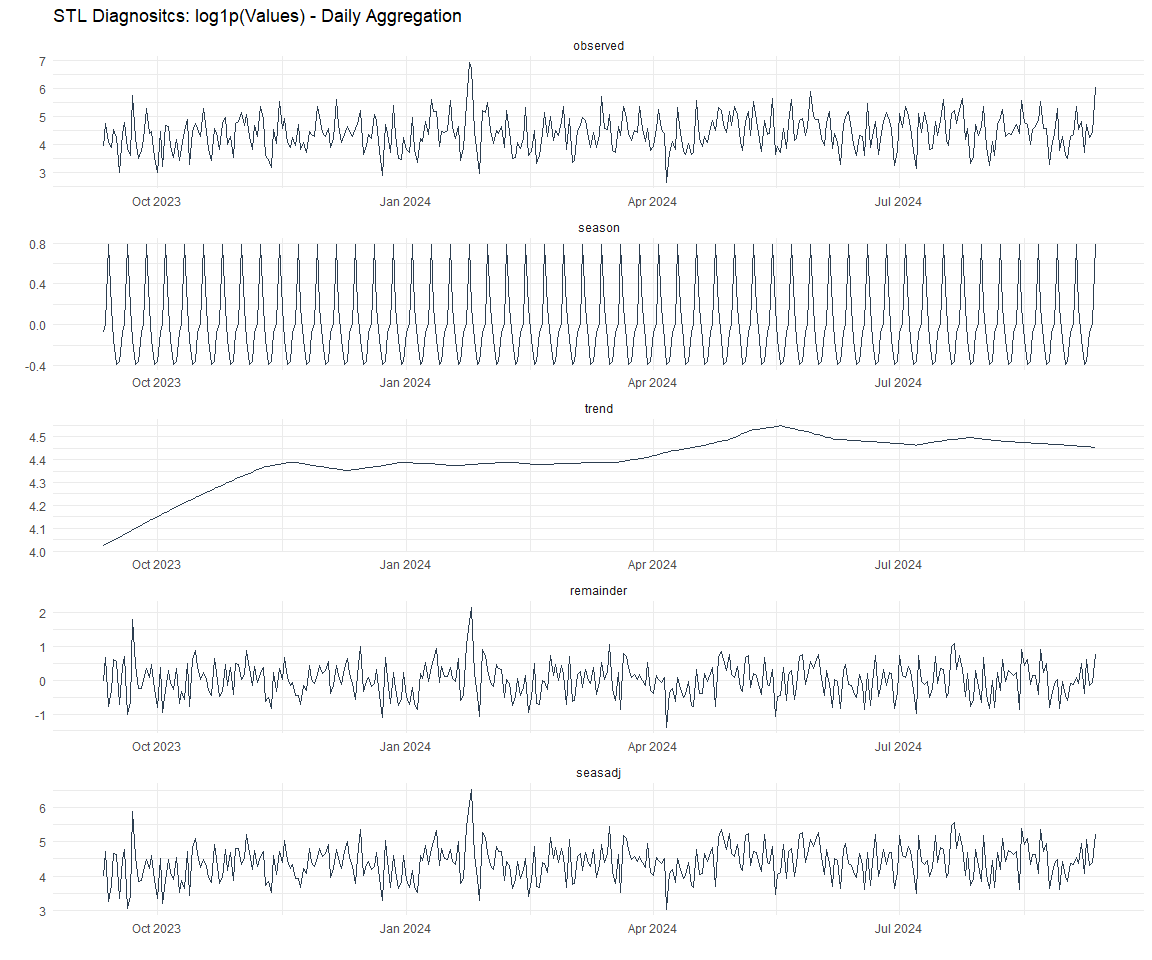 STL Diagnositcs: log1p(Values) - Daily Aggregation
observed
7
6
5
4
3
Oct 2023 Jan 2024 Apr 2024 Jul 2024
season
0.8
0.4
0.0
-0.4
Oct 2023 Jan 2024 Apr 2024 Jul 2024
trend
4.5
4.4
4.3
4.2
4.1
4.0
Oct 2023 Jan 2024 Apr 2024 Jul 2024
remainder
2
1
0
-1
Oct 2023 Jan 2024 Apr 2024 Jul 2024
seasadj
6
5
4
3
Oct 2023 Jan 2024 Apr 2024 Jul 2024